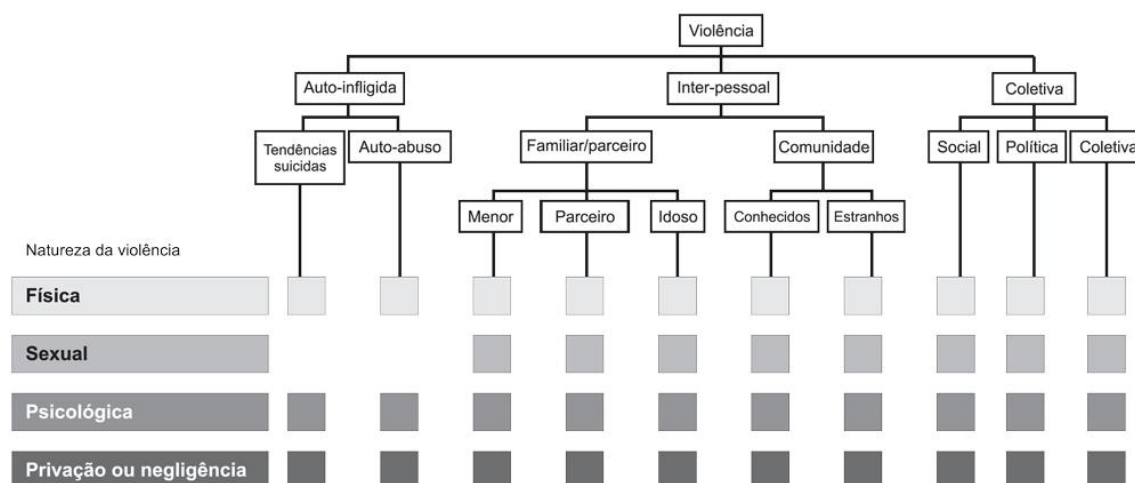 Violência
Auto-infligida
Inter-pessoal
Coletiva
Tendências
suicidas
Auto-abuso
Familiar/parceiro
Comunidade
Social
Política
Coletiva
Menor
Parceiro
Idoso
Conhecidos
Estranhos
Natureza da violência
Física
Sexual
Psicológica
Privação ou negligência